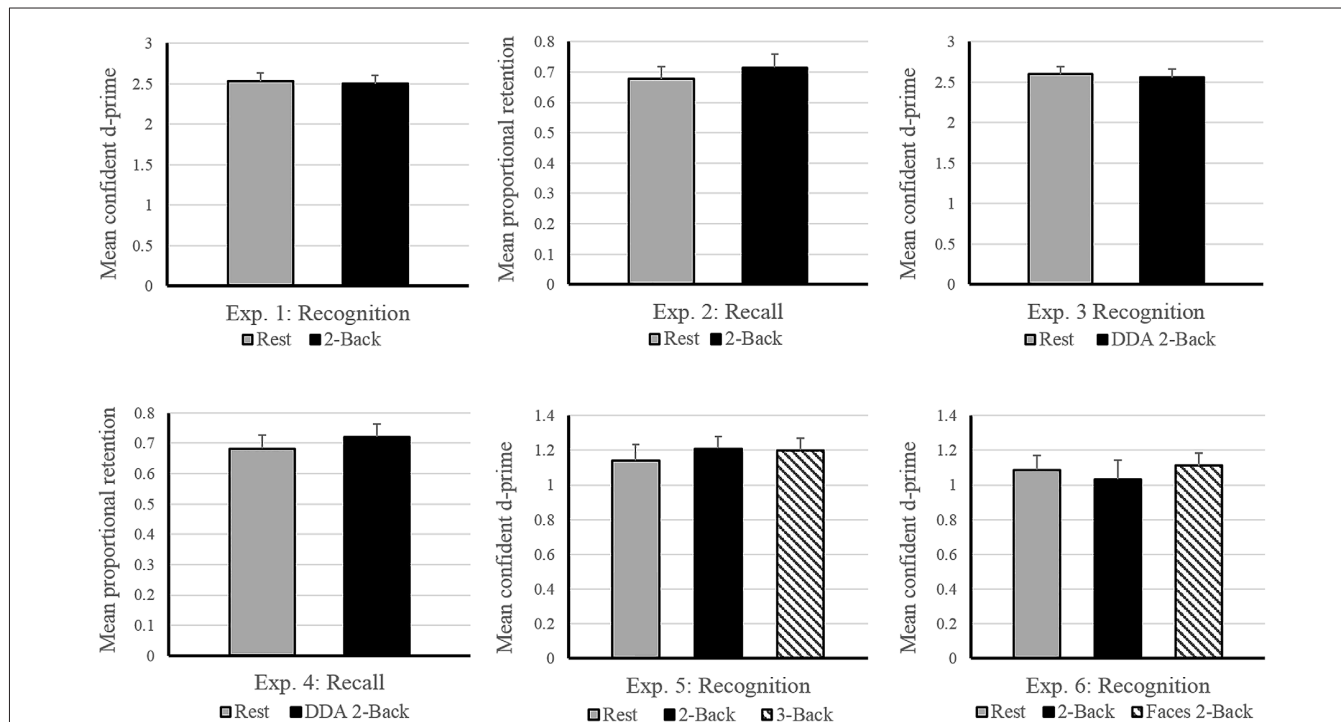 Mean confident d-prime
3
2.5
2
1.5
1
0.5
0
Exp. 1: Recognition
Rest 2-Back
Mean proportional retention
0.8
0.7
0.6
0.5
0.4
0.3
0.2
0.1
0
Exp. 2: Recall
Rest 2-Back
Mean confident d-prime
3
2.5
2
1.5
1
0.5
0
Exp. 3 Recognition
Rest DDA 2-Back
Mean proportional retention
0.8
0.7
0.6
0.5
0.4
0.3
0.2
0.1
0
Exp. 4: Recall
Rest DDA 2-Back
Mean confident d-prime
1.4
1.2
1
0.8
0.6
0.4
0.2
0
Exp. 5: Recognition
Rest 2-Back 3-Back
Mean confident d-prime
1.4
1.2
1
0.8
0.6
0.4
0.2
0
Exp. 6: Recognition
Rest 2-Back Faces 2-Back